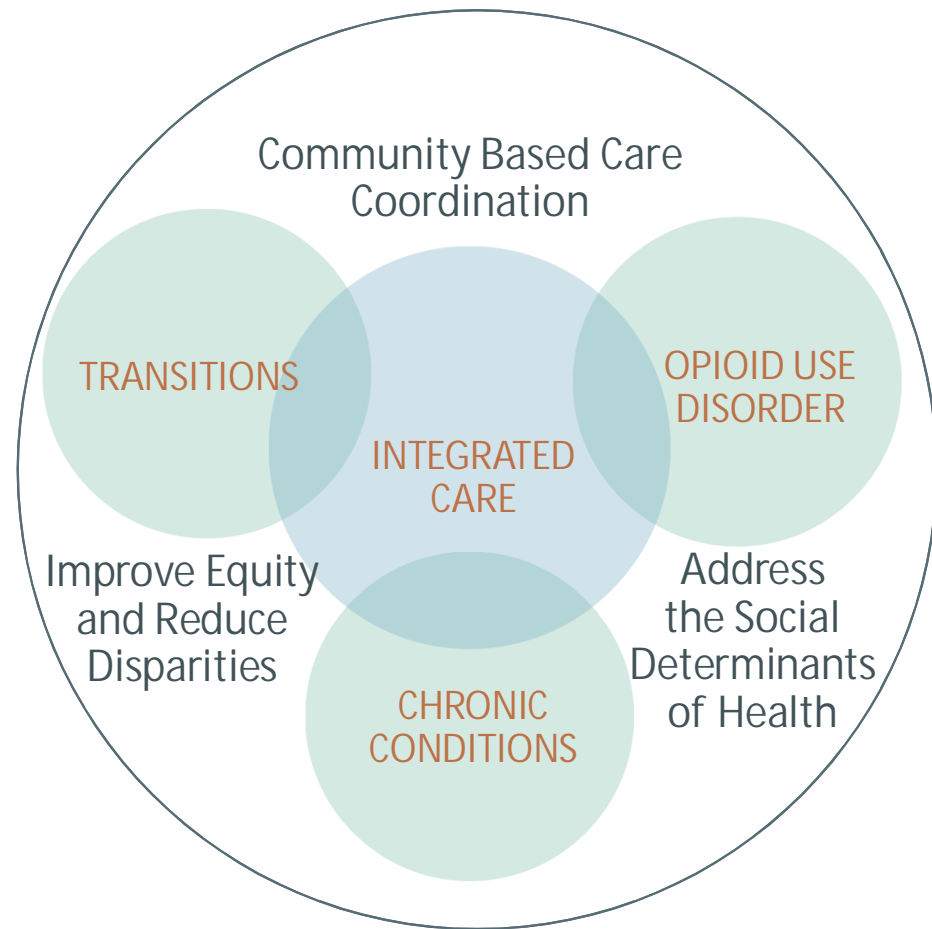 Community Based Care
Coordination
TRANSITIONS
OPIOID USE
DISORDER
INTEGRATED
CARE
Improve Equity
and Reduce
Disparities
Address
the Social
Determinants
of Health
CHRONIC
CONDITIONS